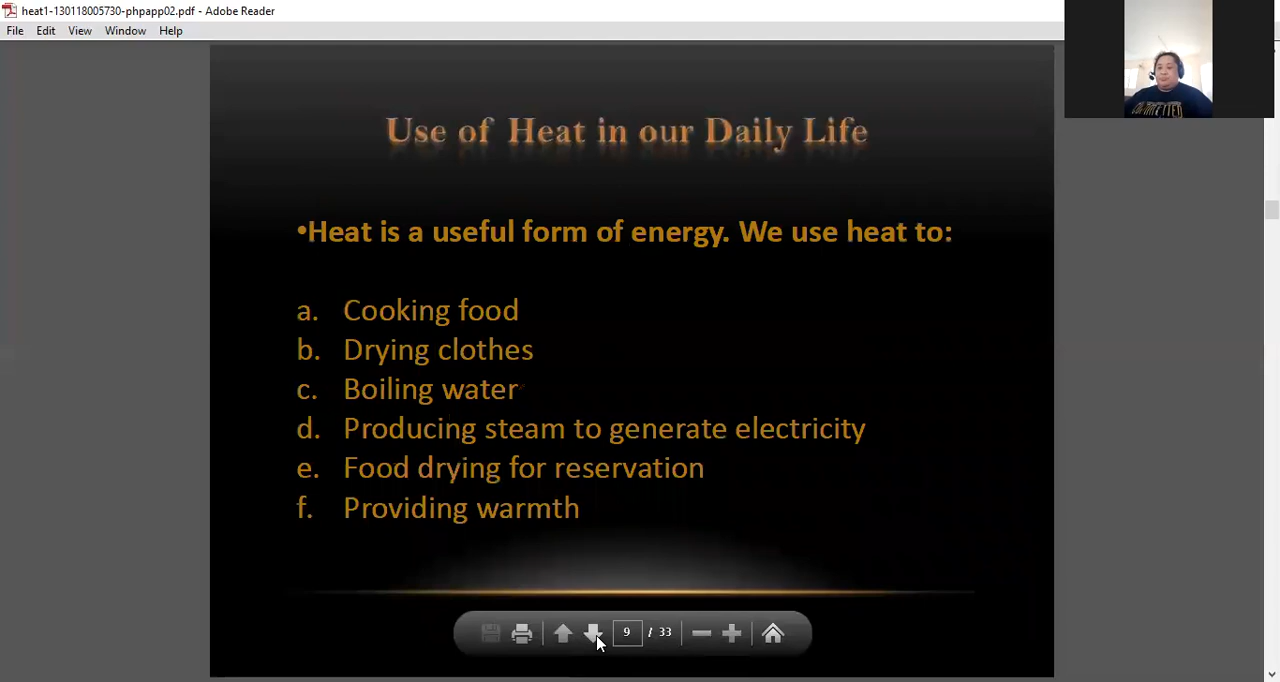 heat1-130118005730-phpapp02.pdf - Adobe Reader
File Edit View Window Help
Use of Heat in our Daily Life
•Heat is a useful form of energy. We use heat to:
a. Cooking food
b. Drying clothes
c. Boiling water
d. Producing steam to generate electricity
e. Food drying for reservation
f. Providing warmth
9 / 33